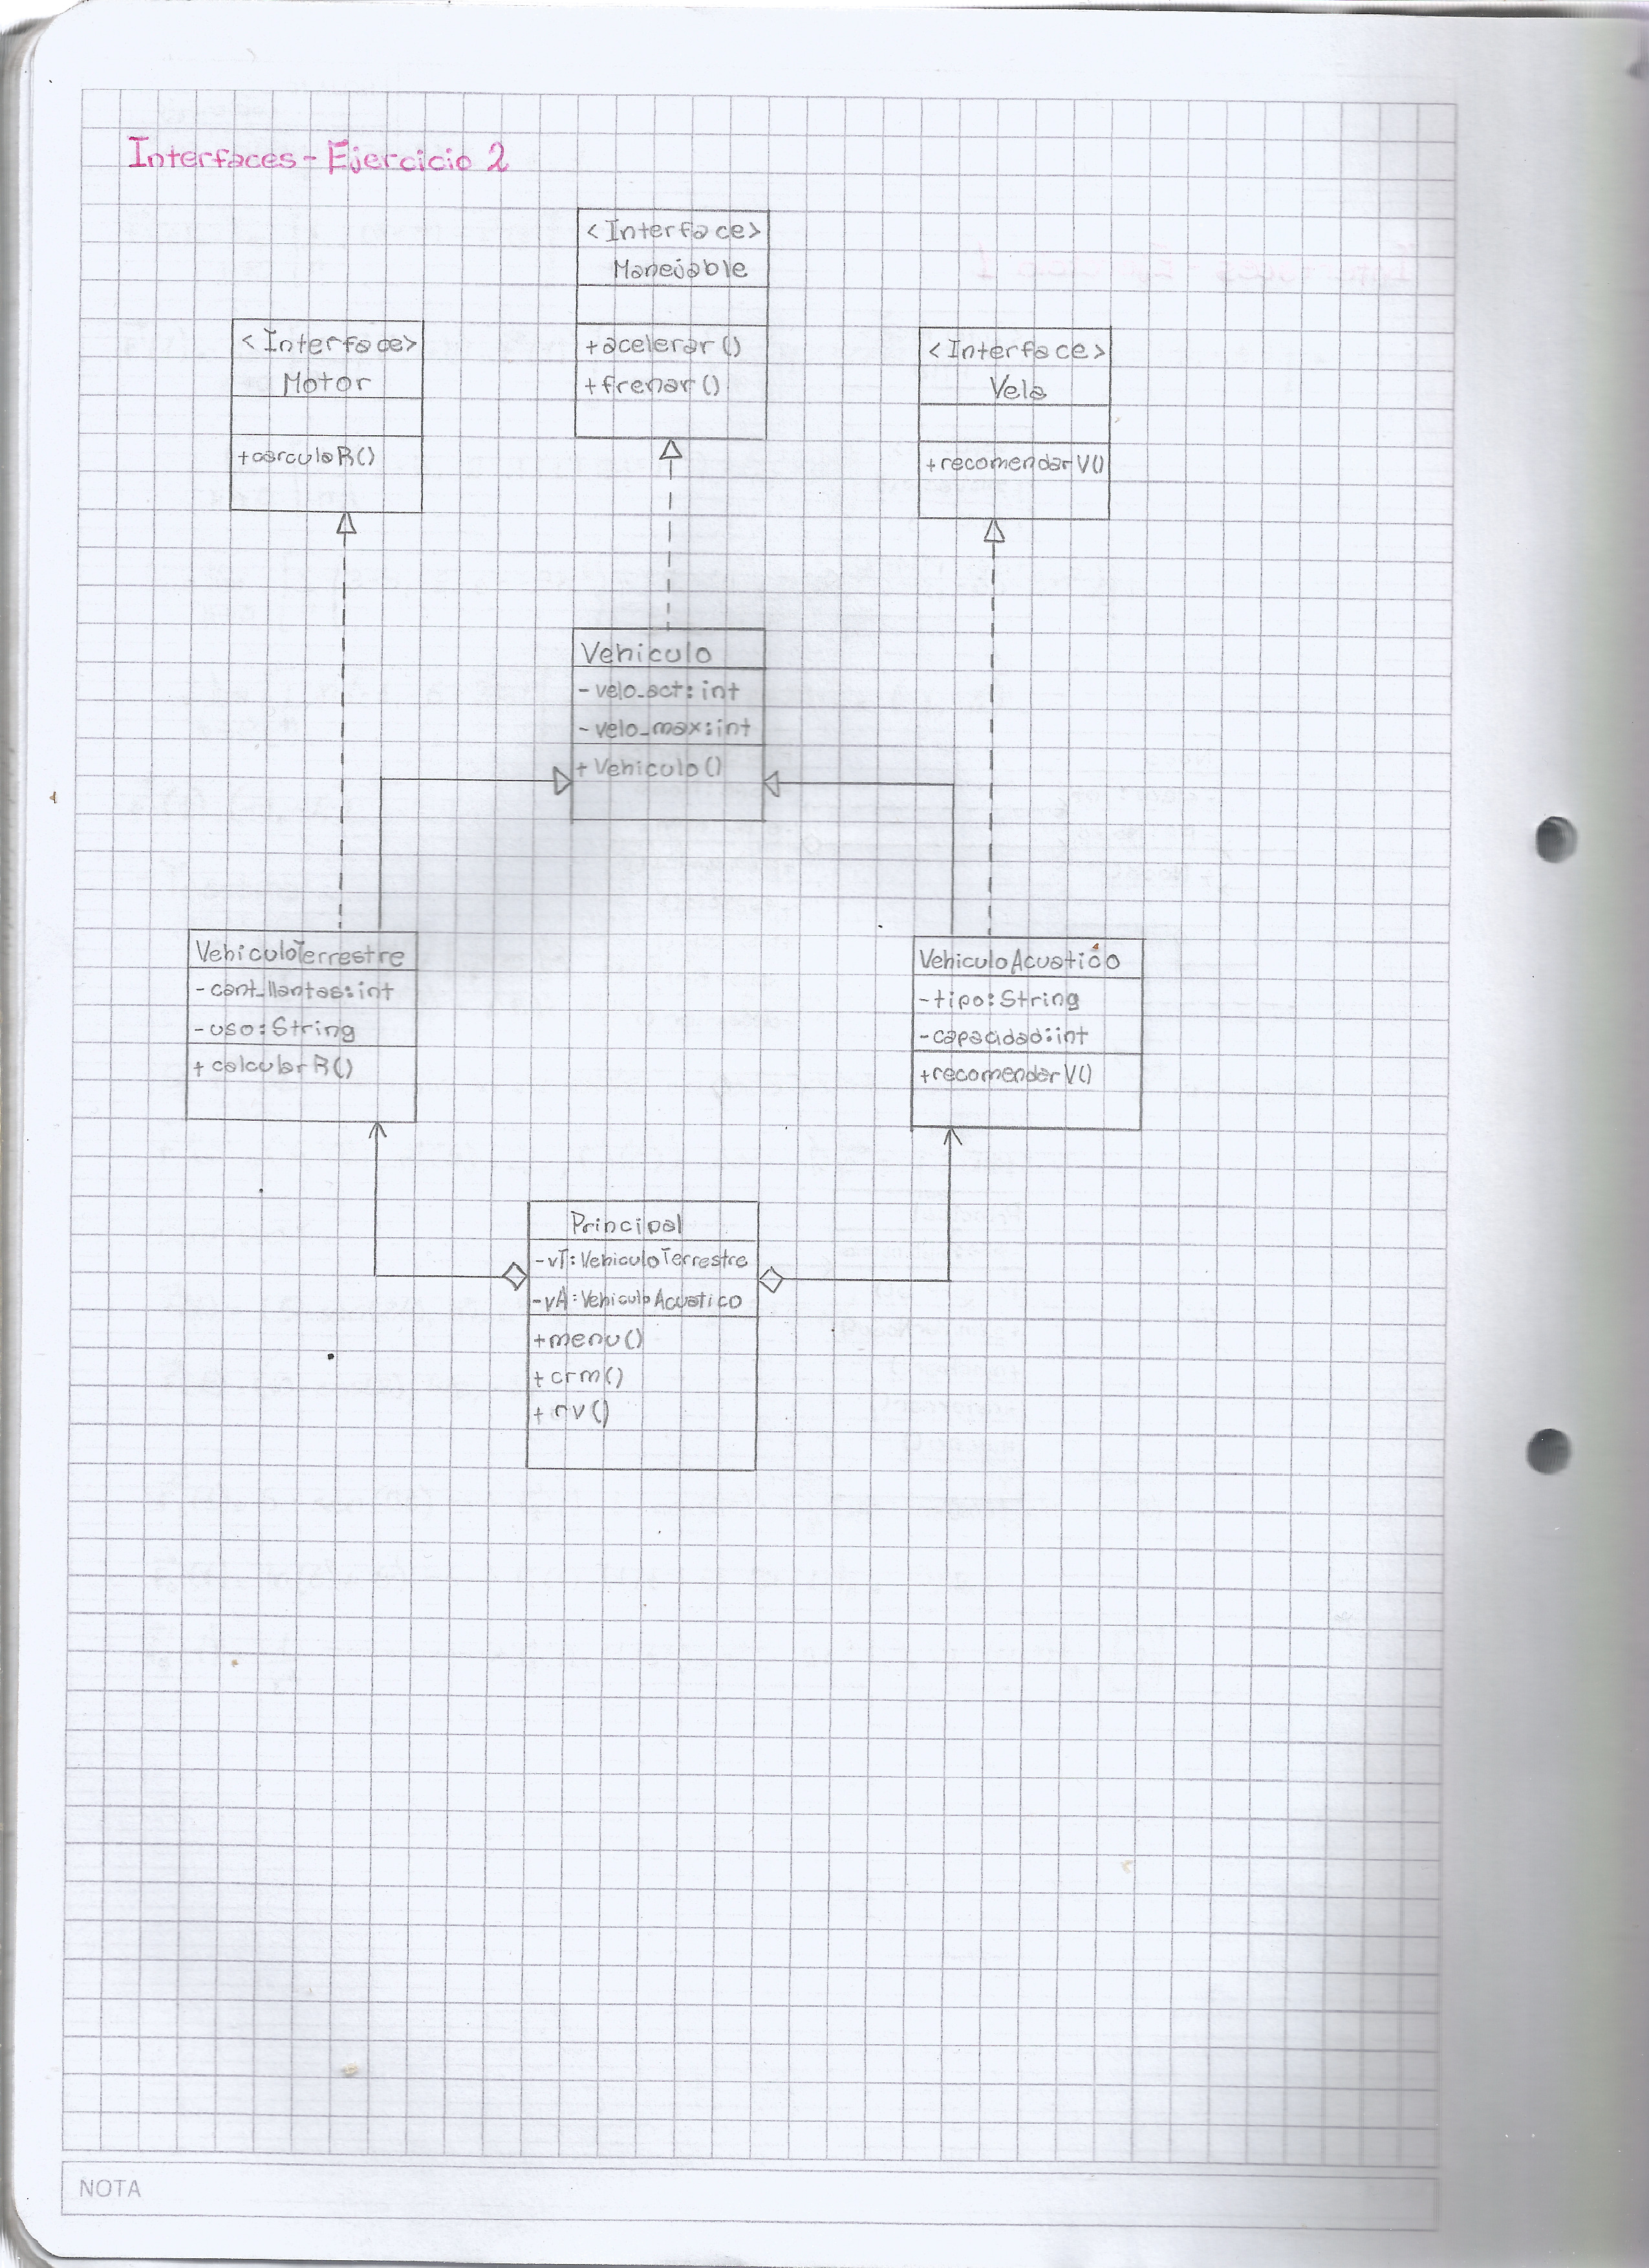 Interfaces - Ejercicio 2
<Interface>
Manejable
+acelerar()
+frenar()
<Interface>
Motor
+carculaR()
<Interface>
Vela
+recomendarV()
Vehiculo
- velo_act: int
- velo_max: int
+ Vehiculo()
VehiculoTerrestre
- cant_llantas: int
- uso: String
+ calcularR()
VehiculoAcuatico
- tipo: String
- capacidad: int
+recomendarV()
Principal
- vT: VehiculoTerrestre
- vA: VehiculoAcuatico
+menu()
+ crm()
+ rv()
NOTA